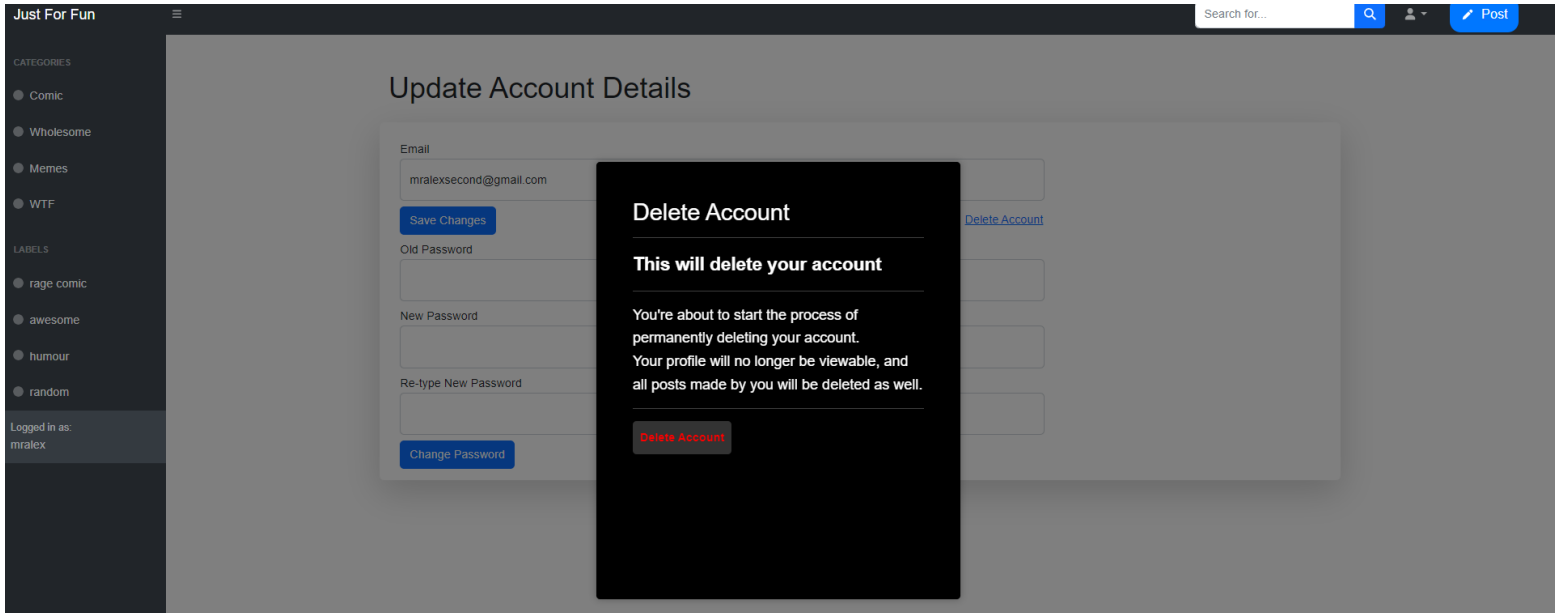 Just For Fun
Search for...
Post
CATEGORIES
Comic
Wholesome
Memes
WTF
LABELS
rage comic
awesome
humour
random
Logged in as:
mralex
Update Account Details
Email
mralexsecond@gmail.com
Save Changes
Delete Account
Old Password
New Password
Re-type New Password
Change Password
Delete Account
This will delete your account
You're about to start the process of
permanently deleting your account.
Your profile will no longer be viewable, and
all posts made by you will be deleted as well.
Delete Account